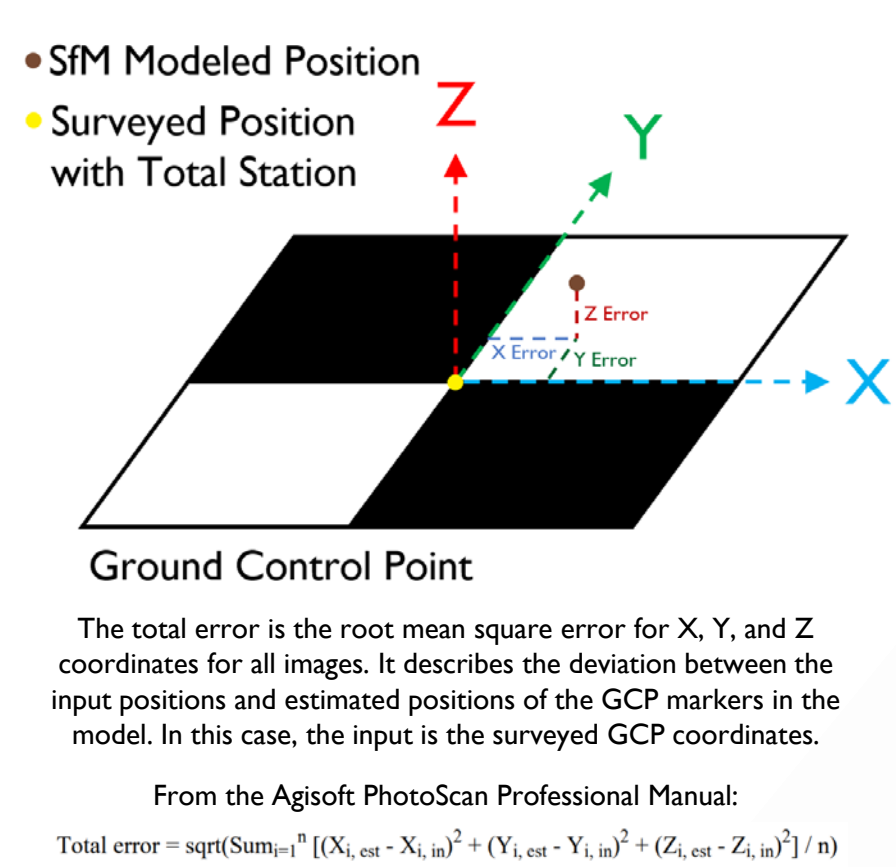 SfM Modeled Position
Surveyed Position
with Total Station
Z
Y
Z Error
X Error
Y Error
X
Ground Control Point
The total error is the root mean square error for X, Y, and Z
coordinates for all images. It describes the deviation between the
input positions and estimated positions of the GCP markers in the
model. In this case, the input is the surveyed GCP coordinates.
From the Agisoft PhotoScan Professional Manual:
Total error = sqrt(Sumᵢ₌₁ⁿ [(Xᵢ, ₑₛₜ - Xᵢ, ᵢₙ)² + (Yᵢ, ₑₛₜ - Yᵢ, ᵢₙ)² + (Zᵢ, ₑₛₜ - Zᵢ, ᵢₙ)²] / n)